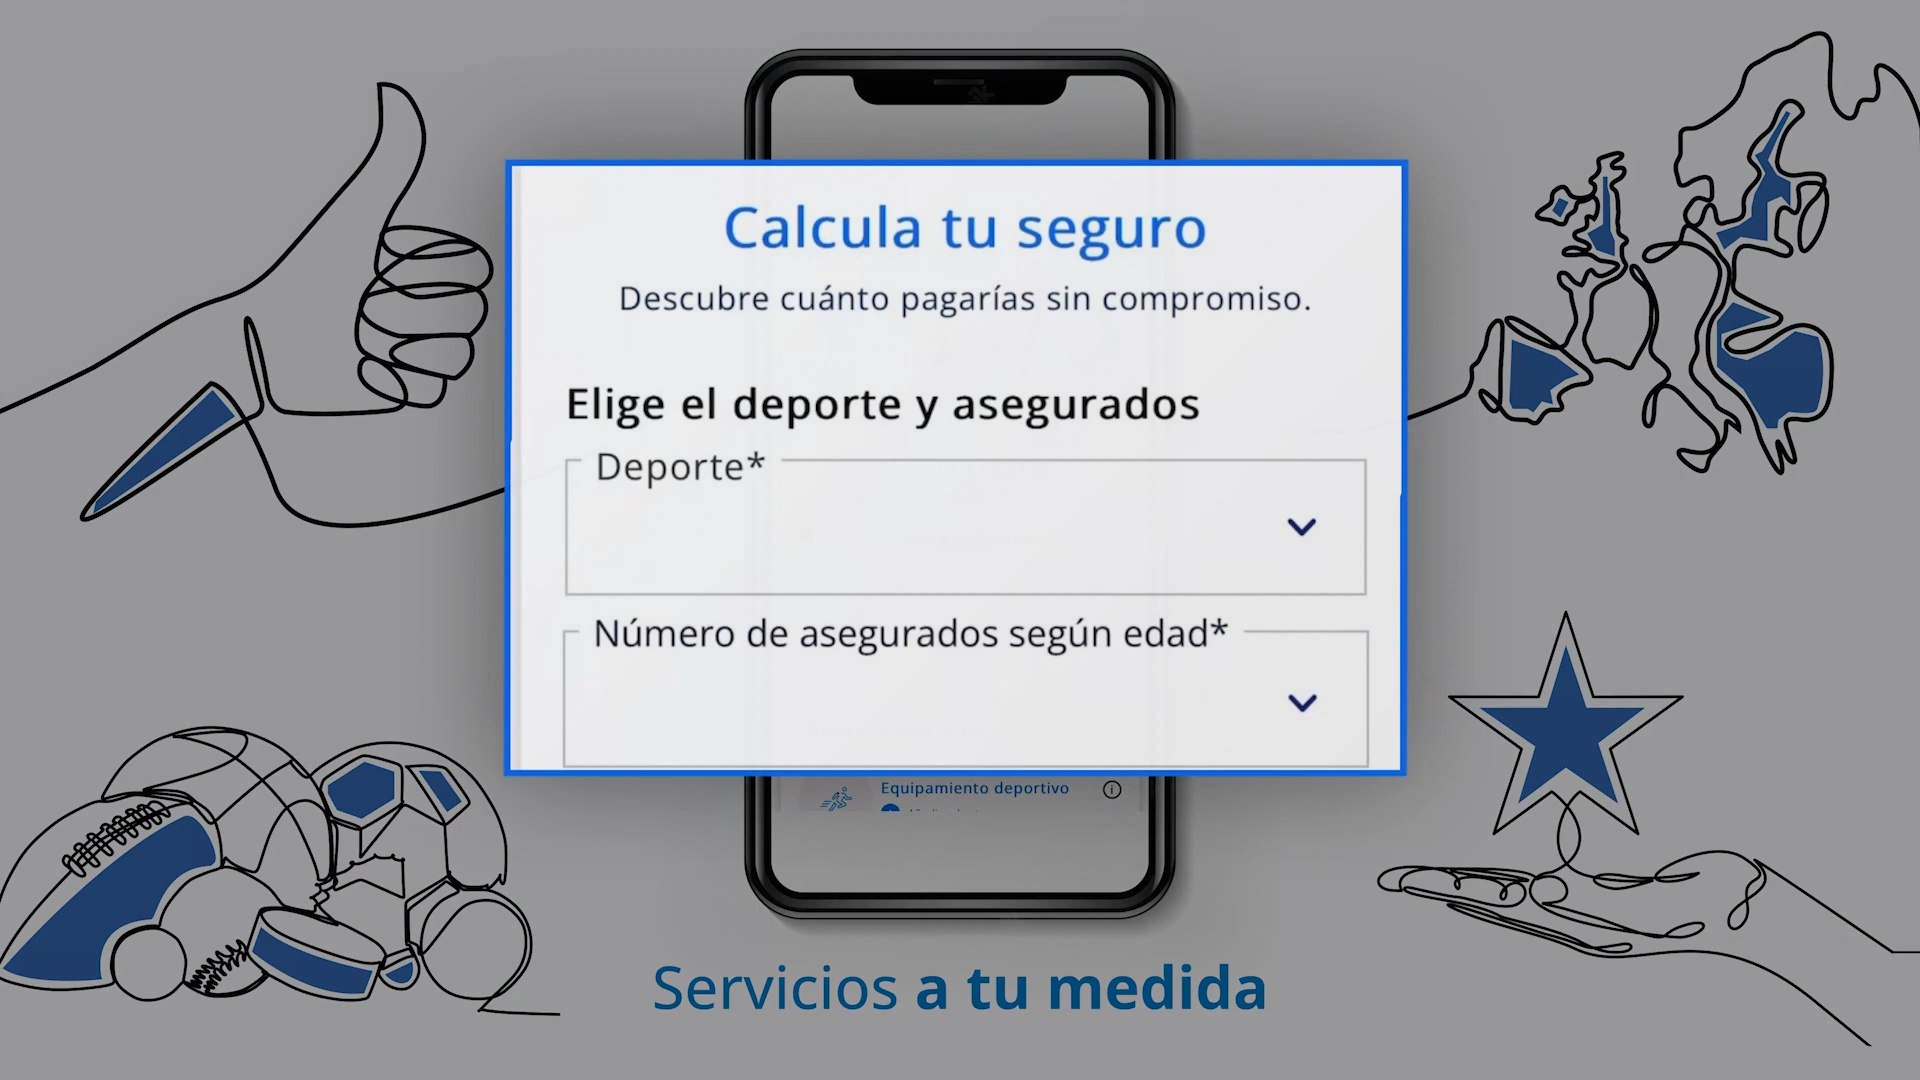 Calcula tu seguro
Descubre cuánto pagarías sin compromiso.
Elige el deporte y asegurados
Deporte*
Número de asegurados según edad*
Equipamiento deportivo
Servicios a tu medida